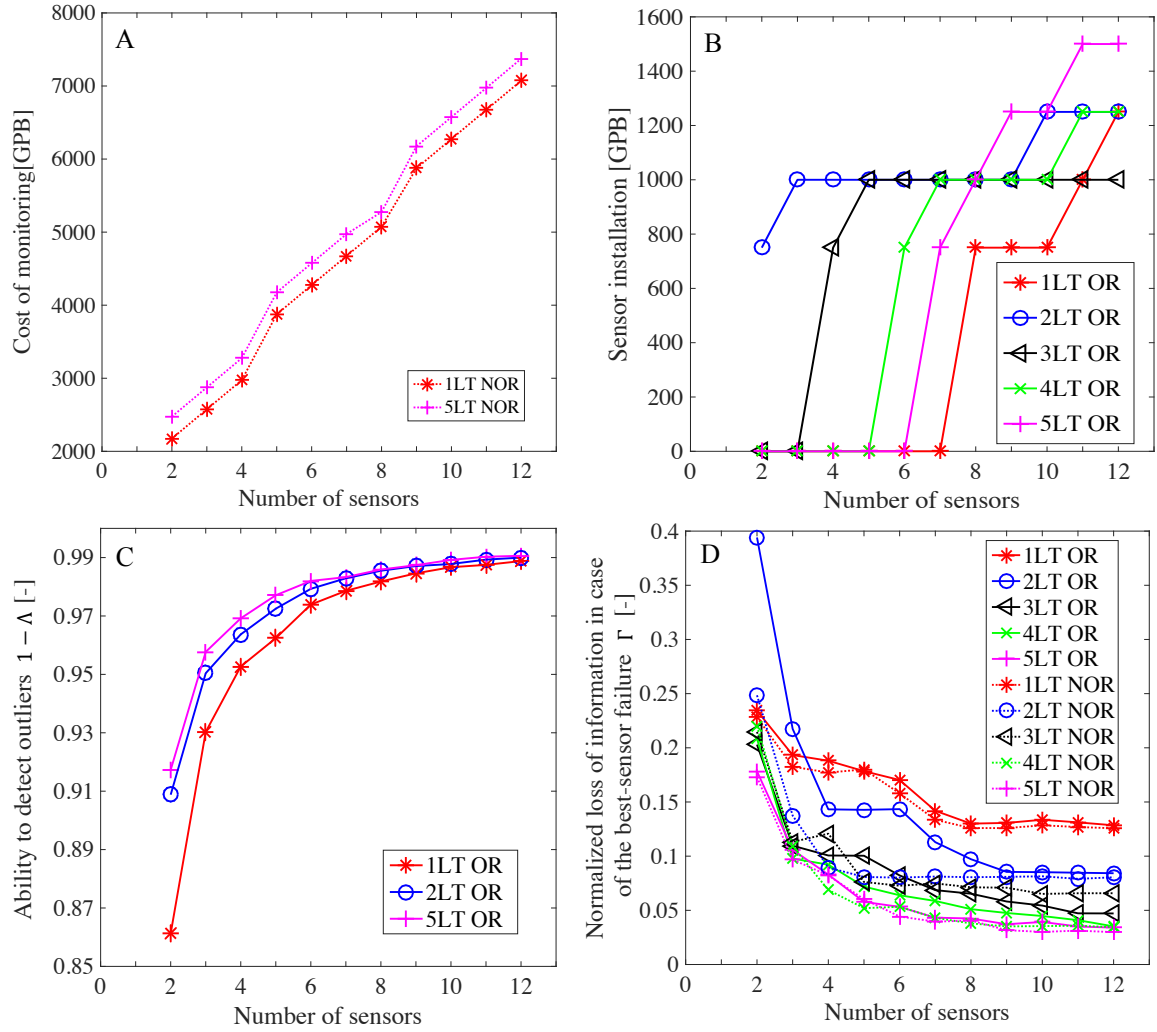 A
8000
7000
6000
5000
4000
3000
2000
Cost of monitoring[GPB]
1LT NOR
5LT NOR
0 2 4 6 8 10 12
Number of sensors
B
1600
1400
1200
1000
800
600
400
200
0
Sensor installation [GPB]
1LT OR
2LT OR
3LT OR
4LT OR
5LT OR
0 2 4 6 8 10 12
Number of sensors
C
0.99
0.97
0.95
0.93
0.91
0.89
0.87
0.85
Ability to detect outliers 1 − Λ [-]
1LT OR
2LT OR
5LT OR
0 2 4 6 8 10 12
Number of sensors
D
0.4
0.35
0.3
0.25
0.2
0.15
0.1
0.05
0
Normalized loss of information in case
of the best-sensor failure Γ [-]
1LT OR
2LT OR
3LT OR
4LT OR
5LT OR
1LT NOR
2LT NOR
3LT NOR
4LT NOR
5LT NOR
0 2 4 6 8 10 12
Number of sensors